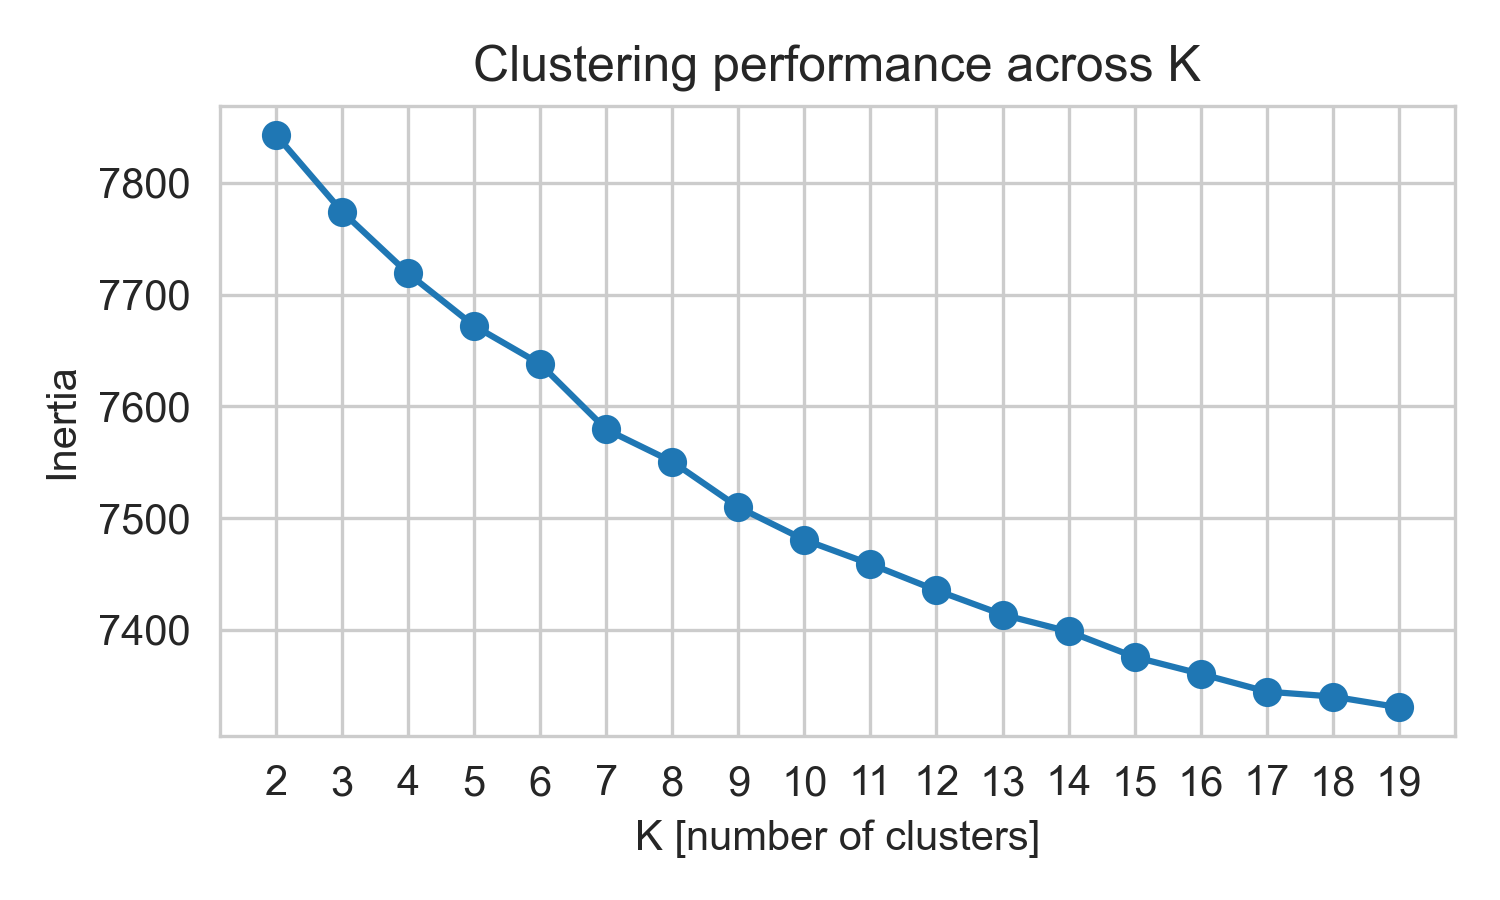 Clustering performance across K
7800
7700
7600
7500
7400
Inertia
2 3 4 5 6 7 8 9 10 11 12 13 14 15 16 17 18 19
K [number of clusters]